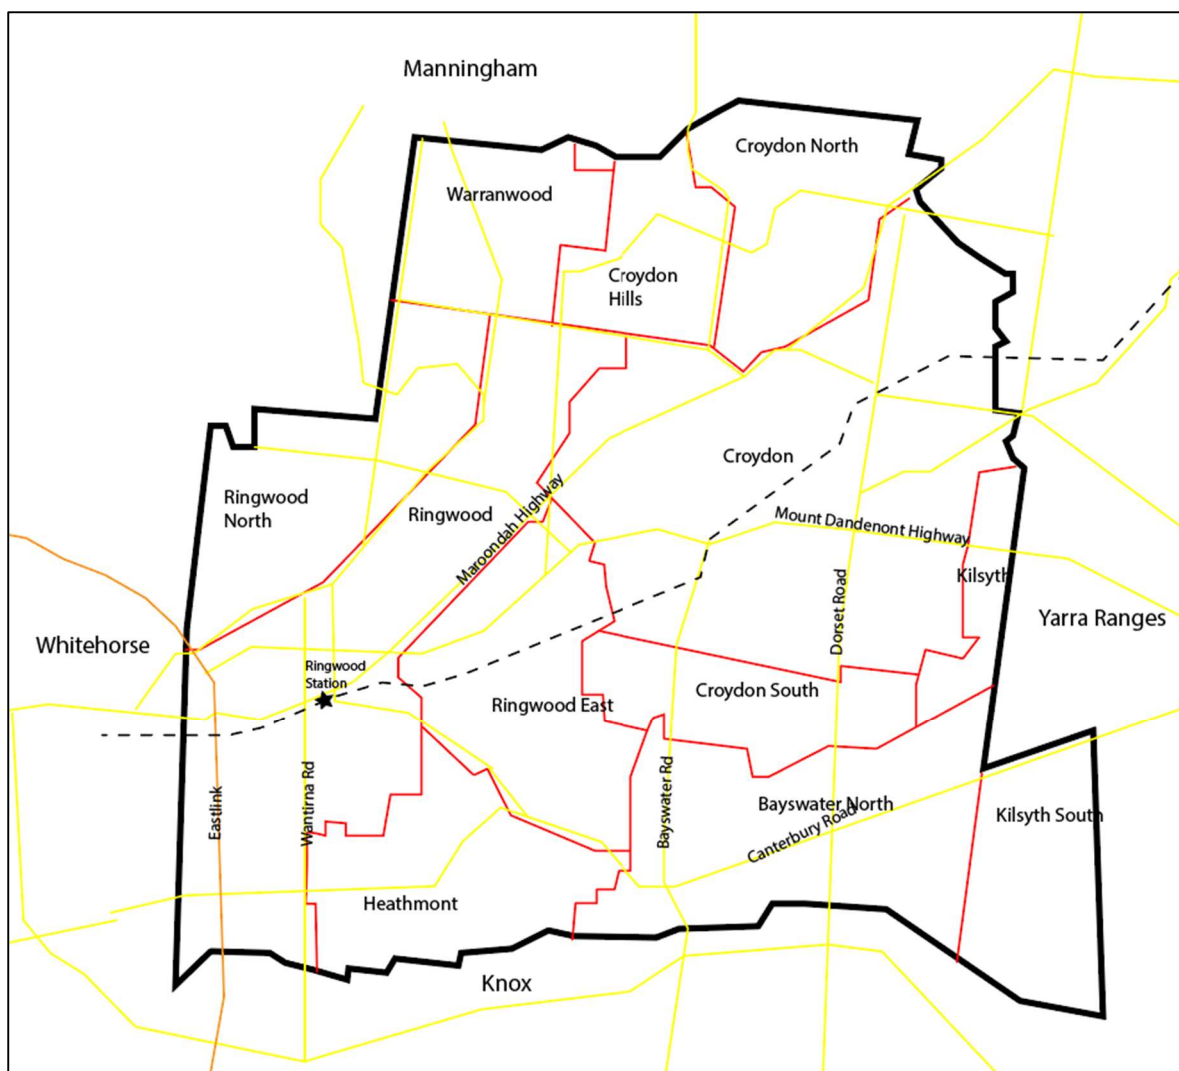 Manningham
Croydon North
Warranwood
Croydon
Hills
Croydon
Ringwood
North
Ringwood
Maroondah Highway
Mount Dandenont Highway
Kilsyth
Dorset Road
Yarra Ranges
Whitehorse
Ringwood
Station
Croydon South
Ringwood East
Eastlink
Wantirna Rd
Bayswater Rd
Bayswater North
Canterbury Road
Kilsyth South
Heathmont
Knox